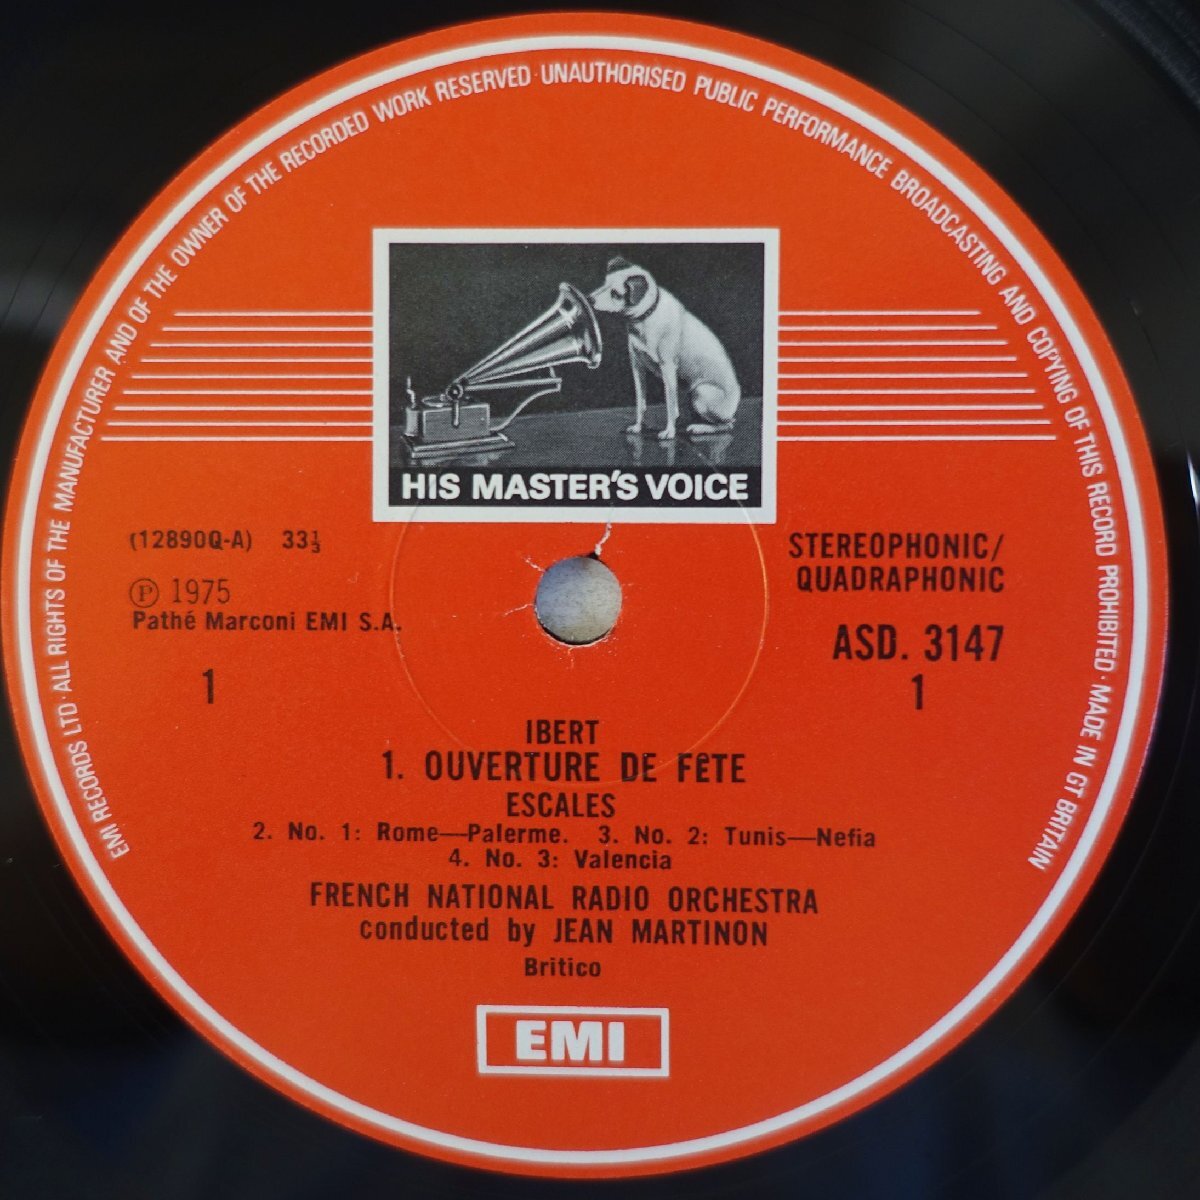 EMI RECORDS LTD · ALL RIGHTS OF THE MANUFACTURER AND OF THE OWNER OF THE RECORDED WORK RESERVED · UNAUTHORISED PUBLIC PERFORMANCE BROADCASTING AND COPYING OF THIS RECORD PROHIBITED · MADE IN GT BRITAIN
HIS MASTER'S VOICE
(12890Q-A) 33⅓
℗ 1975
Pathé Marconi EMI S.A.
1
STEREOPHONIC/
QUADRAPHONIC
ASD. 3147
1
IBERT
1. OUVERTURE DE FÊTE
ESCALES
2. No. 1: Rome—Palerme. 3. No. 2: Tunis—Nefia
4. No. 3: Valencia
FRENCH NATIONAL RADIO ORCHESTRA
conducted by JEAN MARTINON
Britico
EMI